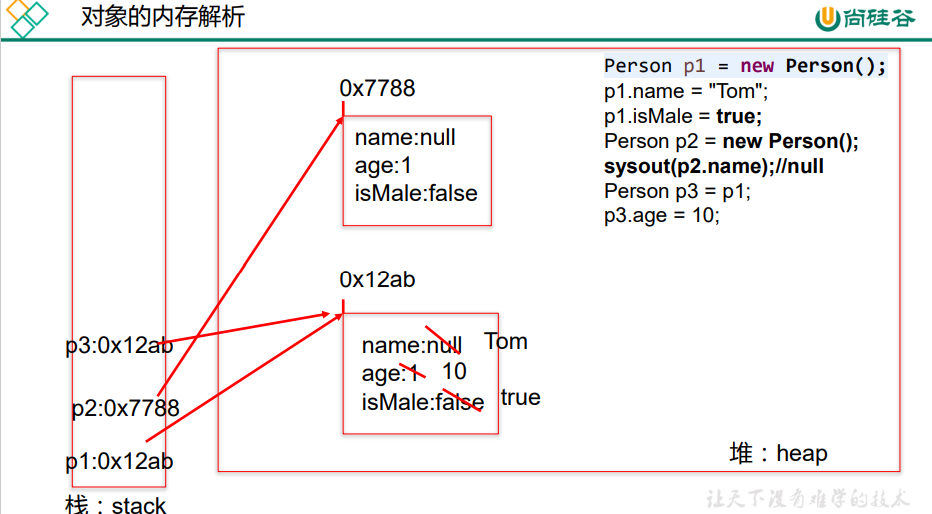 对象的内存解析
尚硅谷
Person p1 = new Person();
p1.name = "Tom";
p1.isMale = true;
Person p2 = new Person();
sysout(p2.name);//null
Person p3 = p1;
p3.age = 10;
0x7788
name:null
age:1
isMale:false
0x12ab
name:null Tom
age:1 10
isMale:false true
p3:0x12ab
p2:0x7788
p1:0x12ab
堆：heap
栈：stack
让天下没有难学的技术